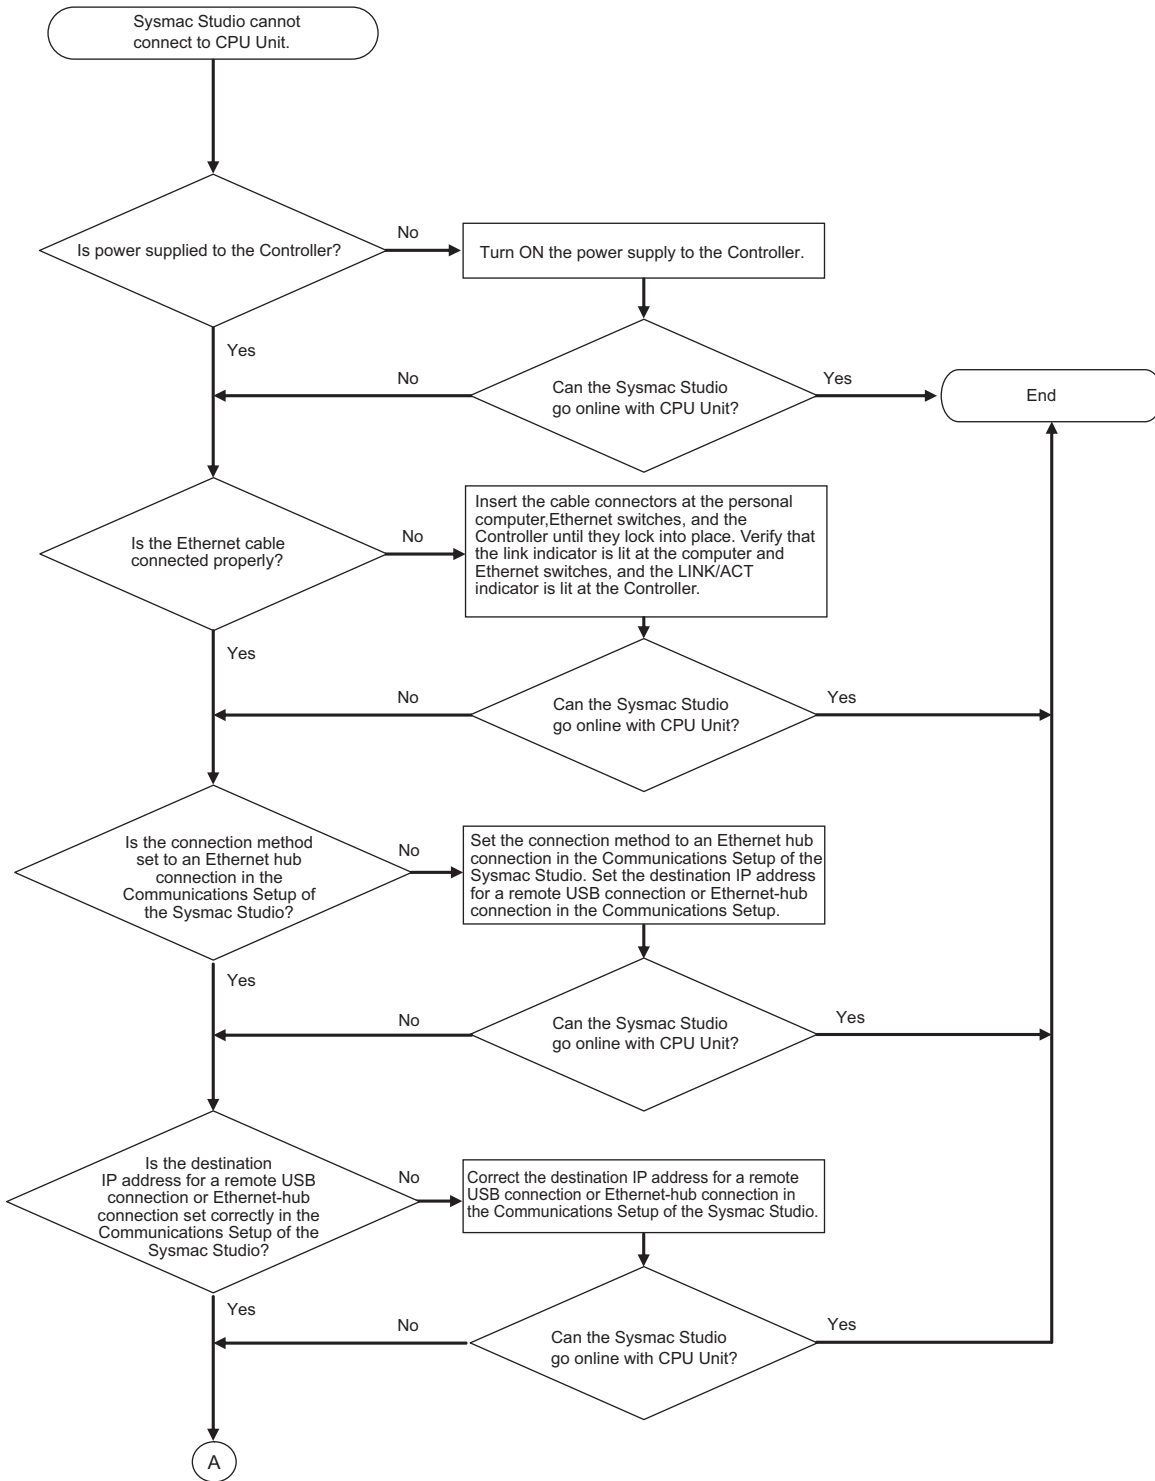 Sysmac Studio cannot
connect to CPU Unit.
Is power supplied to the Controller?
No
Turn ON the power supply to the Controller.
Yes
No
Can the Sysmac Studio
go online with CPU Unit?
Yes
End
Is the Ethernet cable
connected properly?
No
Insert the cable connectors at the personal
computer,Ethernet switches, and the
Controller until they lock into place. Verify that
the link indicator is lit at the computer and
Ethernet switches, and the LINK/ACT
indicator is lit at the Controller.
Yes
No
Can the Sysmac Studio
go online with CPU Unit?
Yes
Is the connection method
set to an Ethernet hub
connection in the
Communications Setup of
the Sysmac Studio?
No
Set the connection method to an Ethernet hub
connection in the Communications Setup of the
Sysmac Studio. Set the destination IP address
for a remote USB connection or Ethernet-hub
connection in the Communications Setup.
Yes
No
Can the Sysmac Studio
go online with CPU Unit?
Yes
Is the destination
IP address for a remote USB
connection or Ethernet-hub
connection set correctly in the
Communications Setup of the
Sysmac Studio?
No
Correct the destination IP address for a remote
USB connection or Ethernet-hub connection in
the Communications Setup of the Sysmac Studio.
Yes
No
Can the Sysmac Studio
go online with CPU Unit?
Yes
A